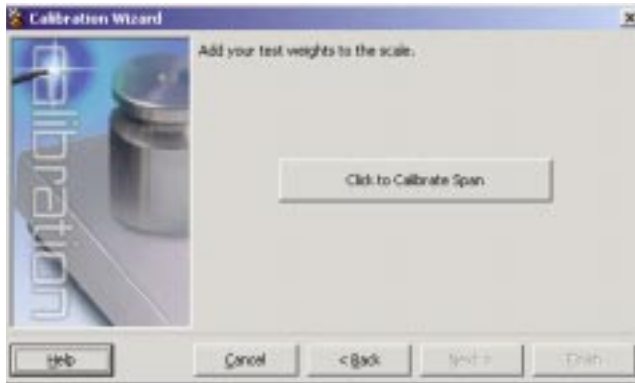 Calibration Wizard
Add your test weights to the scale.
calibration
Click to Calibrate Span
Help
Cancel
< Back
Next >
Finish